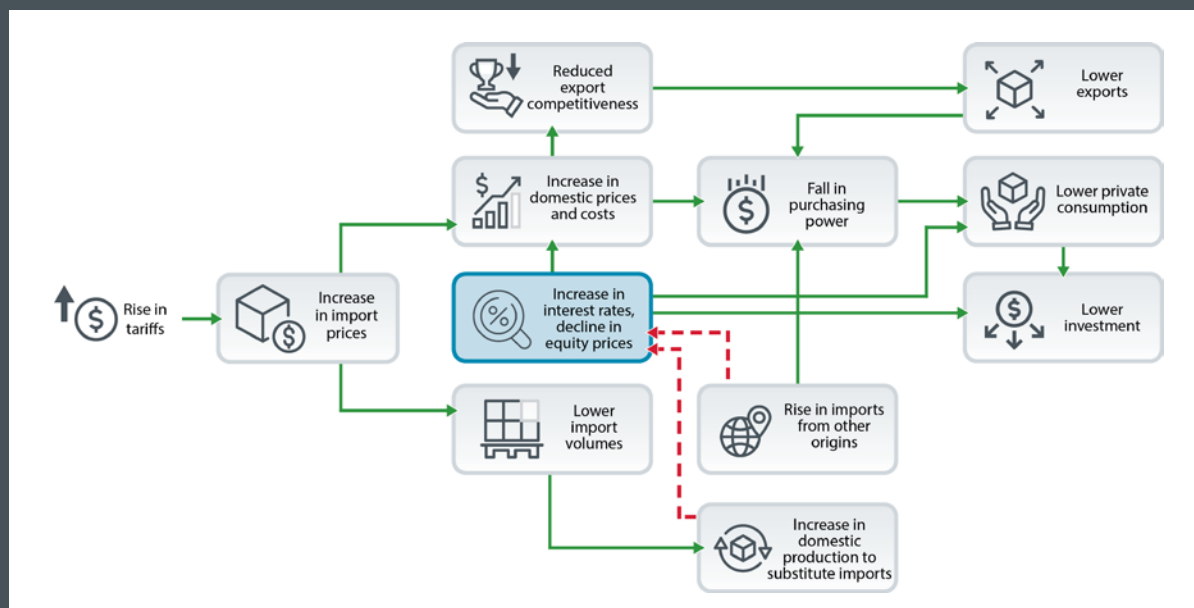 Reduced
export
competitiveness
Lower
exports
Increase in
domestic prices
and costs
Fall in
purchasing
power
Lower private
consumption
Rise in
tariffs
Increase
in import
prices
Increase in
interest rates,
decline in
equity prices
Lower
investment
Lower
import
volumes
Rise in imports
from other
origins
Increase in
domestic
production to
substitute imports